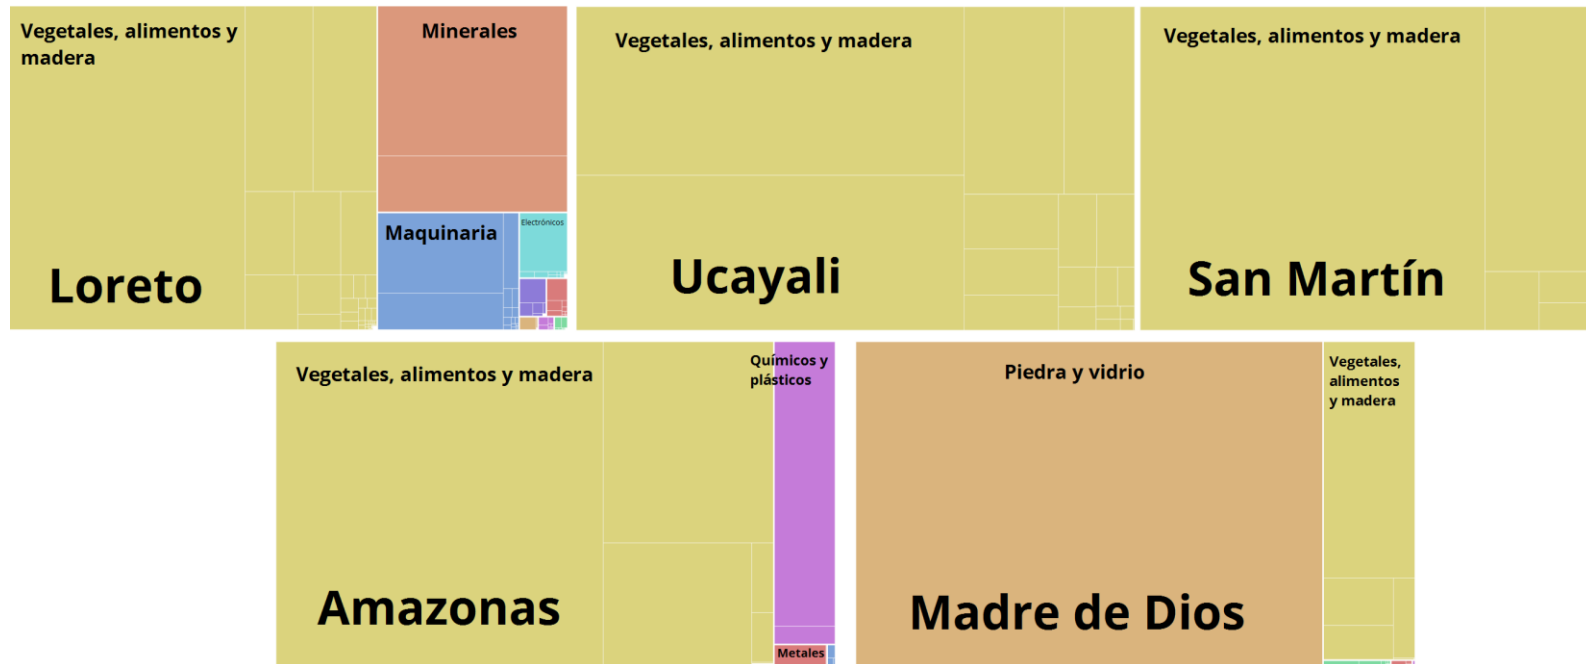 Vegetales, alimentos y
madera
Minerales
Maquinaria
Electrónicos
Loreto
Vegetales, alimentos y madera
Ucayali
Vegetales, alimentos y madera
San Martín
Vegetales, alimentos y madera
Químicos y
plásticos
Metales
Amazonas
Piedra y vidrio
Vegetales,
alimentos
y madera
Madre de Dios